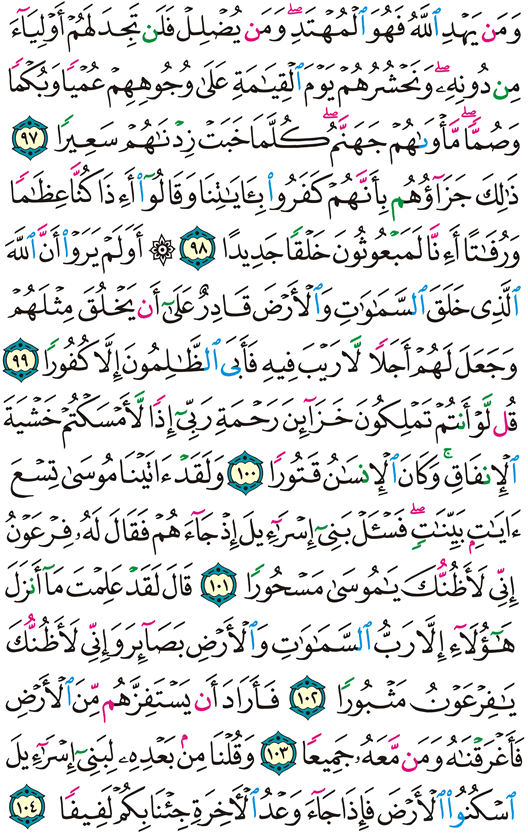 وَمَن يَهْدِ ٱللَّهُ فَهُوَ ٱلْمُهْتَدِ ۖ وَمَن يُضْلِلْ فَلَن تَجِدَ لَهُمْ أَوْلِيَآءَ
مِن دُونِهِۦ ۖ وَنَحْشُرُهُمْ يَوْمَ ٱلْقِيَـٰمَةِ عَلَىٰ وُجُوهِهِمْ عُمْيًا وَبُكْمًا
وَصُمًّا ۖ مَّأْوَىٰهُمْ جَهَنَّمُ ۖ كُلَّمَا خَبَتْ زِدْنَـٰهُمْ سَعِيرًا ٩٧
ذَٰلِكَ جَزَآؤُهُم بِأَنَّهُمْ كَفَرُوا۟ بِـَٔايَـٰتِنَا وَقَالُوٓا۟ أَءِذَا كُنَّا عِظَـٰمًا
وَرُفَـٰتًا أَءِنَّا لَمَبْعُوثُونَ خَلْقًا جَدِيدًا ٩٨ ۞ أَوَلَمْ يَرَوْا۟ أَنَّ ٱللَّهَ
ٱلَّذِى خَلَقَ ٱلسَّمَـٰوَٰتِ وَٱلْأَرْضَ قَادِرٌ عَلَىٰٓ أَن يَخْلُقَ مِثْلَهُمْ
وَجَعَلَ لَهُمْ أَجَلًا لَّا رَيْبَ فِيهِ فَأَبَى ٱلظَّـٰلِمُونَ إِلَّا كُفُورًا ٩٩
قُل لَّوْ أَنتُمْ تَمْلِكُونَ خَزَآئِنَ رَحْمَةِ رَبِّىٓ إِذًا لَّأَمْسَكْتُمْ خَشْيَةَ
ٱلْإِنفَاقِ ۚ وَكَانَ ٱلْإِنسَـٰنُ قَتُورًا ١٠٠ وَلَقَدْ ءَاتَيْنَا مُوسَىٰ تِسْعَ
ءَايَـٰتٍۭ بَيِّنَـٰتٍ ۖ فَسْـَٔلْ بَنِىٓ إِسْرَٰٓءِيلَ إِذْ جَآءَهُمْ فَقَالَ لَهُۥ فِرْعَوْنُ
إِنِّى لَأَظُنُّكَ يَـٰمُوسَىٰ مَسْحُورًا ١٠١ قَالَ لَقَدْ عَلِمْتَ مَآ أَنزَلَ
هَـٰٓؤُلَآءِ إِلَّا رَبُّ ٱلسَّمَـٰوَٰتِ وَٱلْأَرْضِ بَصَآئِرَ وَإِنِّى لَأَظُنُّكَ
يَـٰفِرْعَوْنُ مَثْبُورًا ١٠٢ فَأَرَادَ أَن يَسْتَفِزَّهُم مِّنَ ٱلْأَرْضِ
فَأَغْرَقْنَـٰهُ وَمَن مَّعَهُۥ جَمِيعًا ١٠٣ وَقُلْنَا مِنۢ بَعْدِهِۦ لِبَنِىٓ إِسْرَٰٓءِيلَ
ٱسْكُنُوا۟ ٱلْأَرْضَ فَإِذَا جَآءَ وَعْدُ ٱلْـَٔاخِرَةِ جِئْنَا بِكُمْ لَفِيفًا ١٠٤